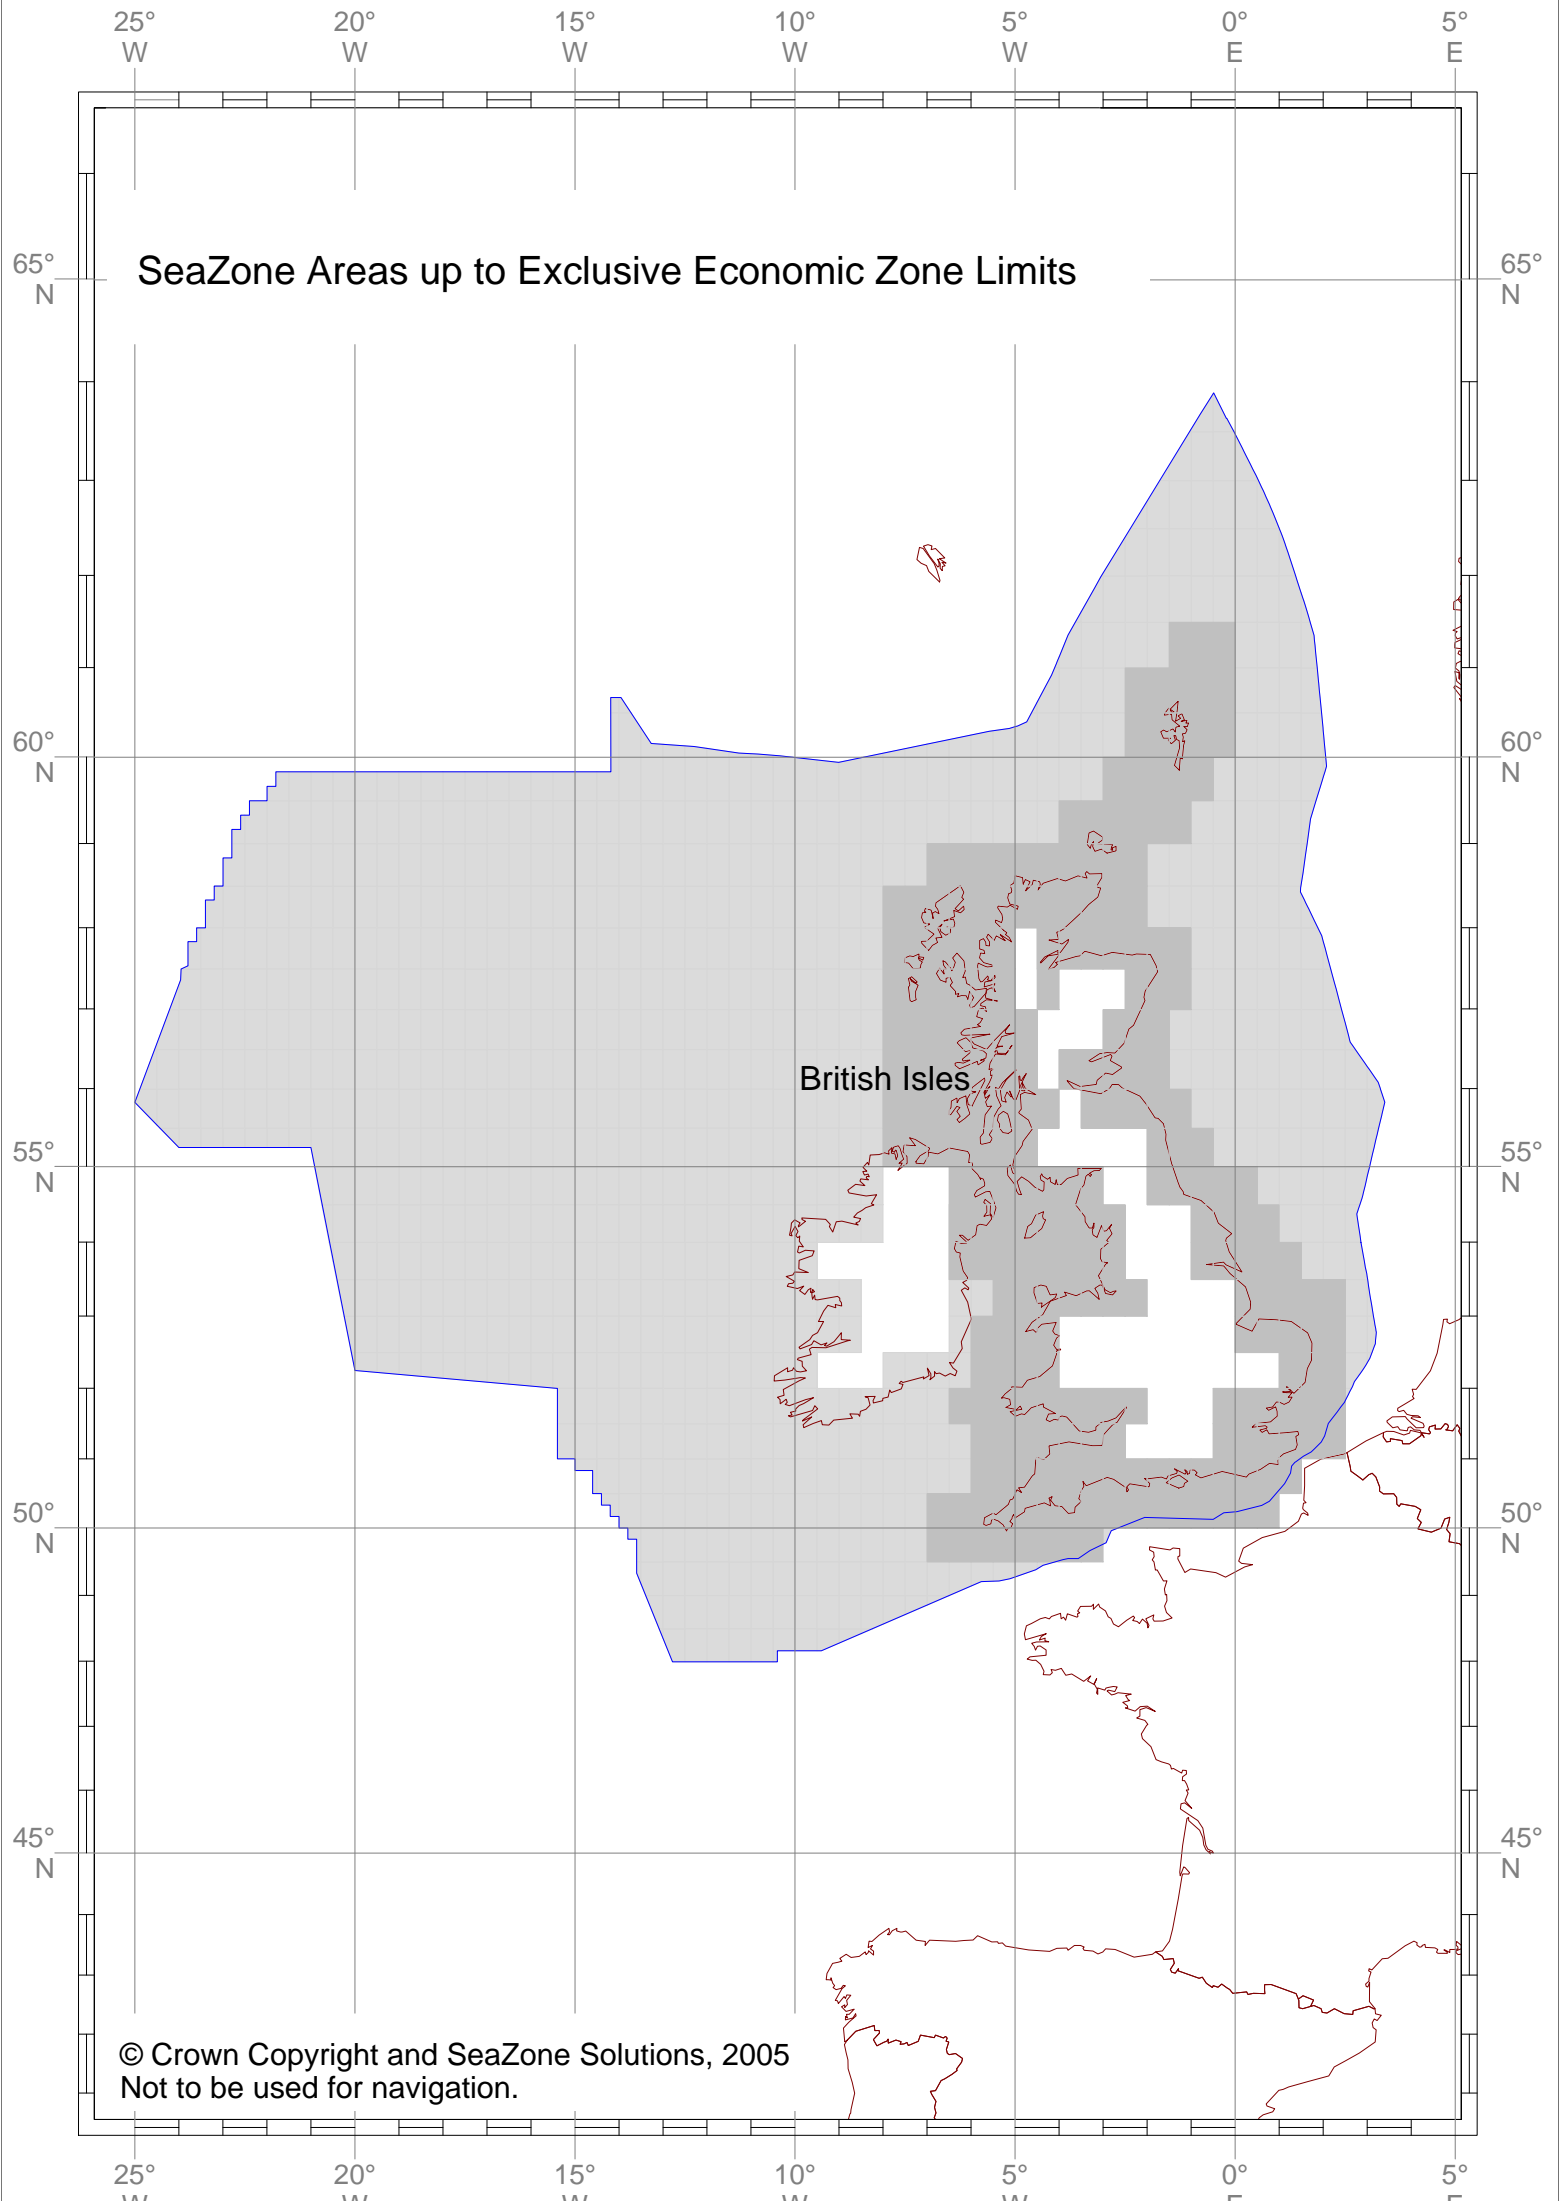 25° 20° 15° 10° 5° 0° 5°
W W W W W E E
65° 65°
N N
SeaZone Areas up to Exclusive Economic Zone Limits
60° 60°
N N
British Isles
55° 55°
N N
50° 50°
N N
45° 45°
N N
© Crown Copyright and SeaZone Solutions, 2005
Not to be used for navigation.
25° 20° 15° 10° 5° 0° 5°
W W W W W E E